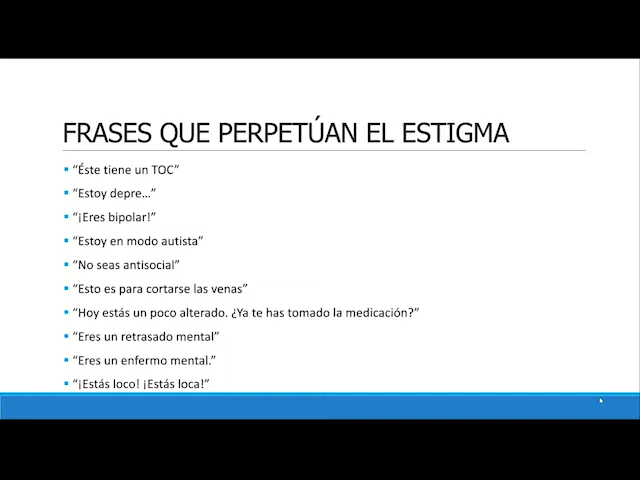 FRASES QUE PERPETÚAN EL ESTIGMA
▪ “Éste tiene un TOC”
▪ “Estoy depre…”
▪ “¡Eres bipolar!”
▪ “Estoy en modo autista”
▪ “No seas antisocial”
▪ “Esto es para cortarse las venas”
▪ “Hoy estás un poco alterado. ¿Ya te has tomado la medicación?”
▪ “Eres un retrasado mental”
▪ “Eres un enfermo mental.”
▪ “¡Estás loco! ¡Estás loca!”